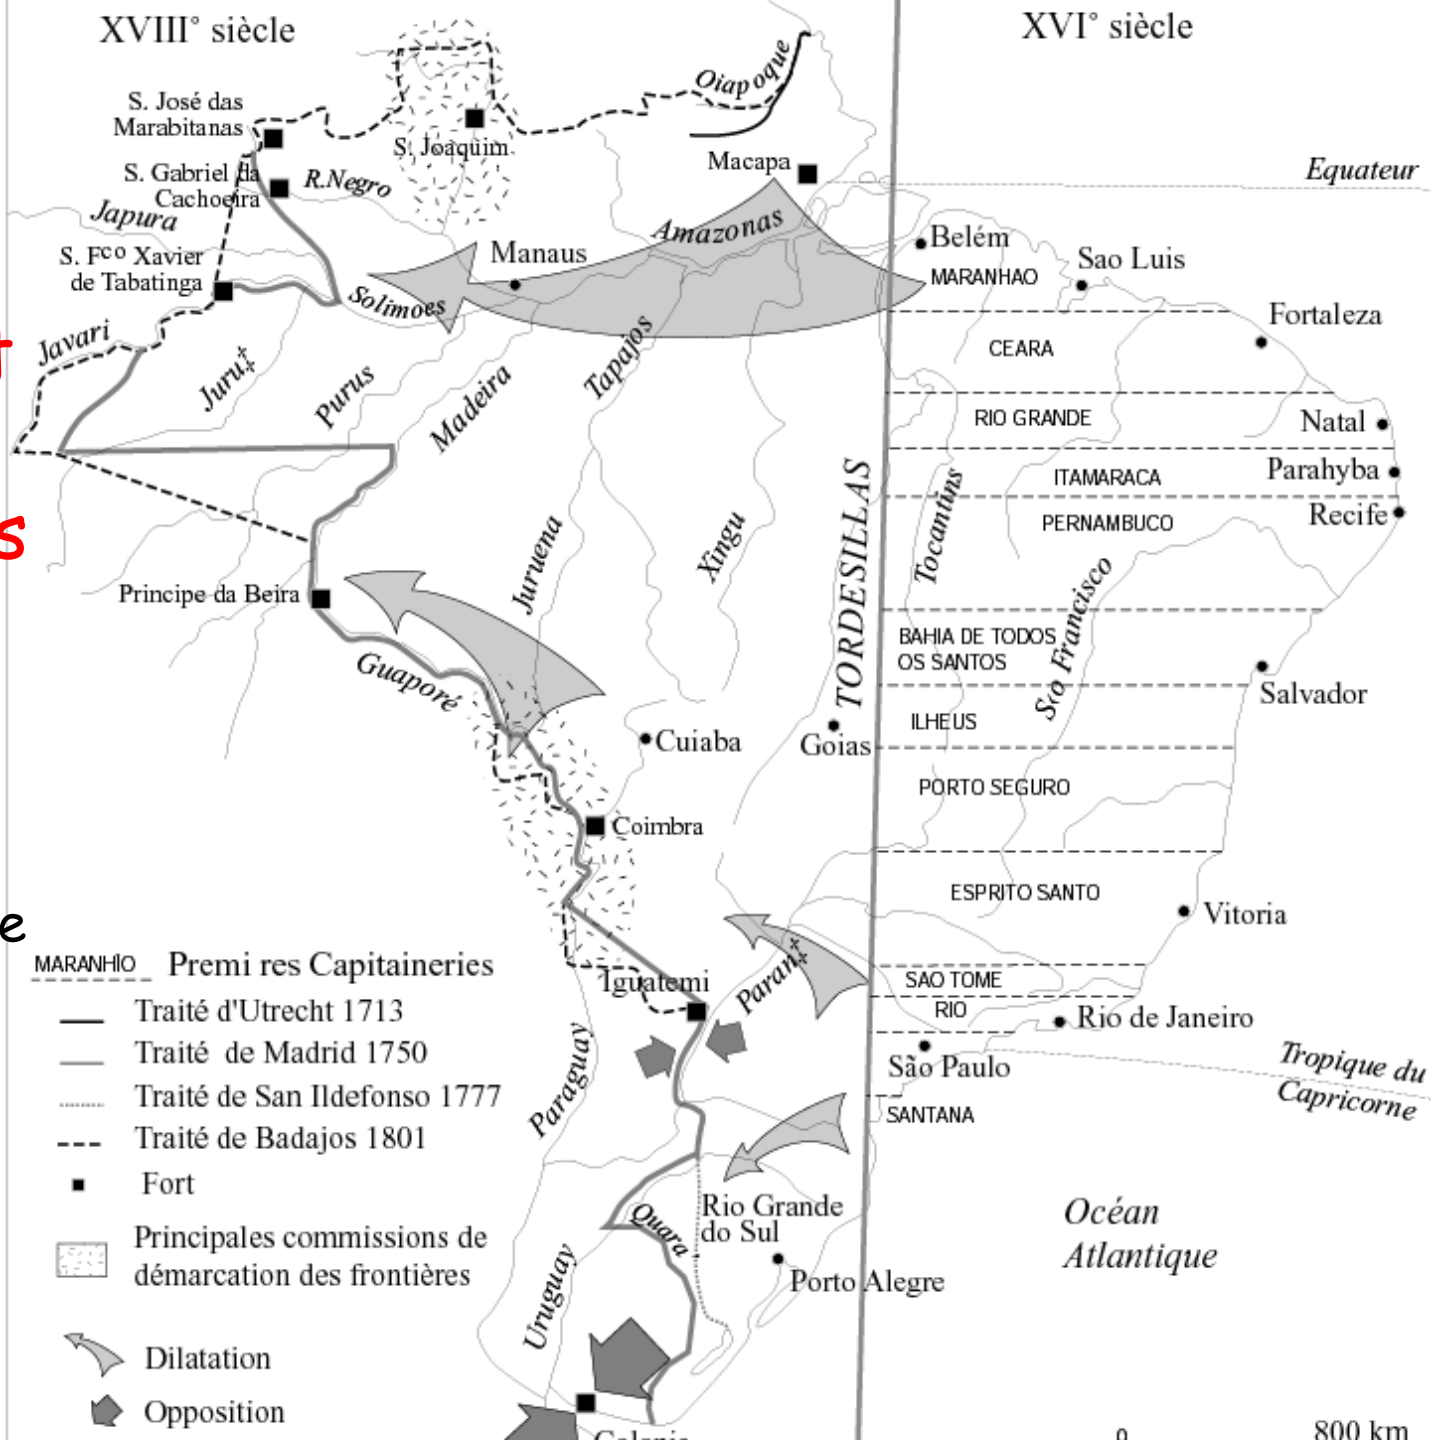 XVIII° siècle
XVI° siècle
S. José das
Marabitanas
S. Gabriel da
Cachoeira
R.Negro
S. Joaquim
Oiapoque
Macapa
Equateur
Japura
S. Fco Xavier
de Tabatinga
Manaus
Amazonas
Solimoes
Belém
MARANHAO
Sao Luis
Fortaleza
CEARA
Javari
Juru‡
Purus
Madeira
Tapajos
RIO GRANDE
Natal
ITAMARACA
Parahyba
PERNAMBUCO
Recife
s
Juruena
Xingu
TORDESILLAS
Tocantins
Principe da Beira
Guaporé
BAHIA DE TODOS
OS SANTOS
Sto Francisco
Salvador
ILHEUS
Cuiaba
Goias
PORTO SEGURO
Coimbra
ESPRITO SANTO
Vitoria
e
MARANHÍO
Premi res Capitaineries
Traité d'Utrecht 1713
Traité de Madrid 1750
Traité de San Ildefonso 1777
Traité de Badajos 1801
Fort
Principales commissions de
démarcation des frontières
Dilatation
Opposition
Iguatemi
Paran‡
SAO TOME
RIO
Rio de Janeiro
São Paulo
Tropique du
Capricorne
SANTANA
Paraguay
Rio Grande
do Sul
Quara
Porto Alegre
Uruguay
Océan
Atlantique
0
800 km